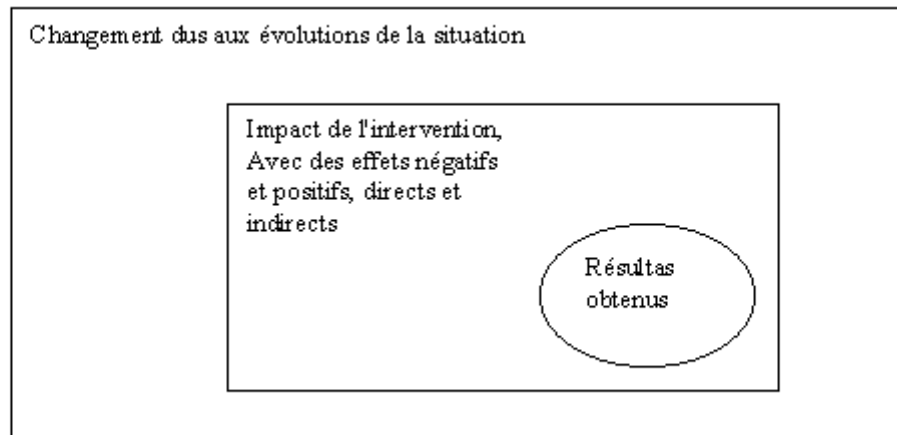 Changement dus aux évolutions de la situation
Impact de l'intervention,
Avec des effets négatifs
et positifs, directs et
indirects
Résultas
obtenus